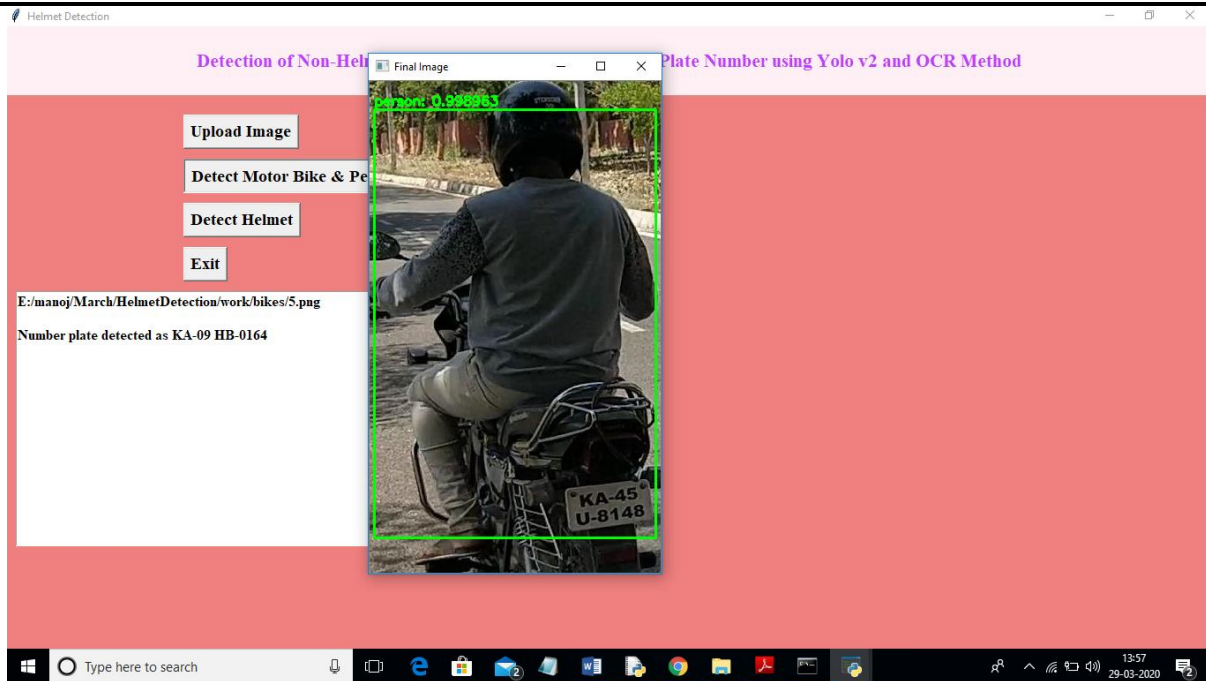 Helmet Detection
Detection of Non-Hel
Plate Number using Yolo v2 and OCR Method
Final Image
person: 0.998963
Upload Image
Detect Motor Bike & Pe
Detect Helmet
Exit
E:/manoj/March/HelmetDetection/work/bikes/5.png
Number plate detected as KA-09 HB-0164
KA-45
U-8148
Type here to search
2
13:57
29-03-2020
2